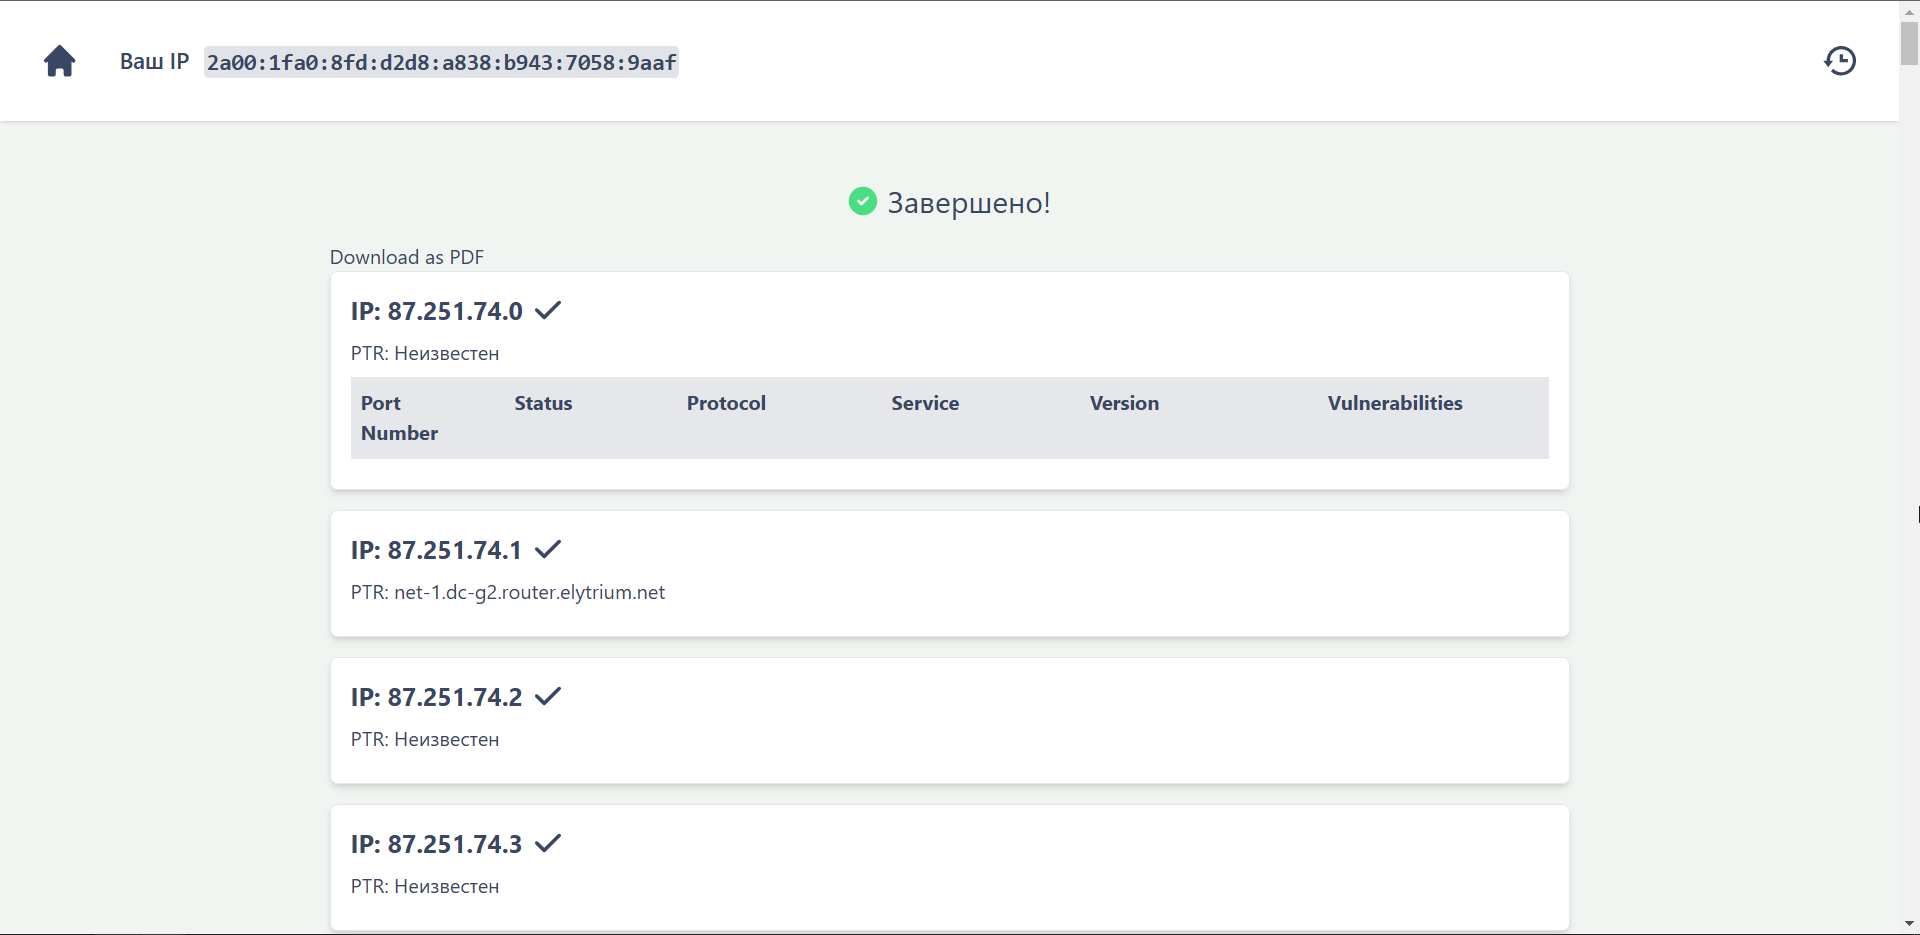 Ваш IP 2a00:1fa0:8fd:d2d8:a838:b943:7058:9aaf
Завершено!
Download as PDF
IP: 87.251.74.0
PTR: Неизвестен
Port Number Status Protocol Service Version Vulnerabilities
IP: 87.251.74.1
PTR: net-1.dc-g2.router.elytrium.net
IP: 87.251.74.2
PTR: Неизвестен
IP: 87.251.74.3
PTR: Неизвестен